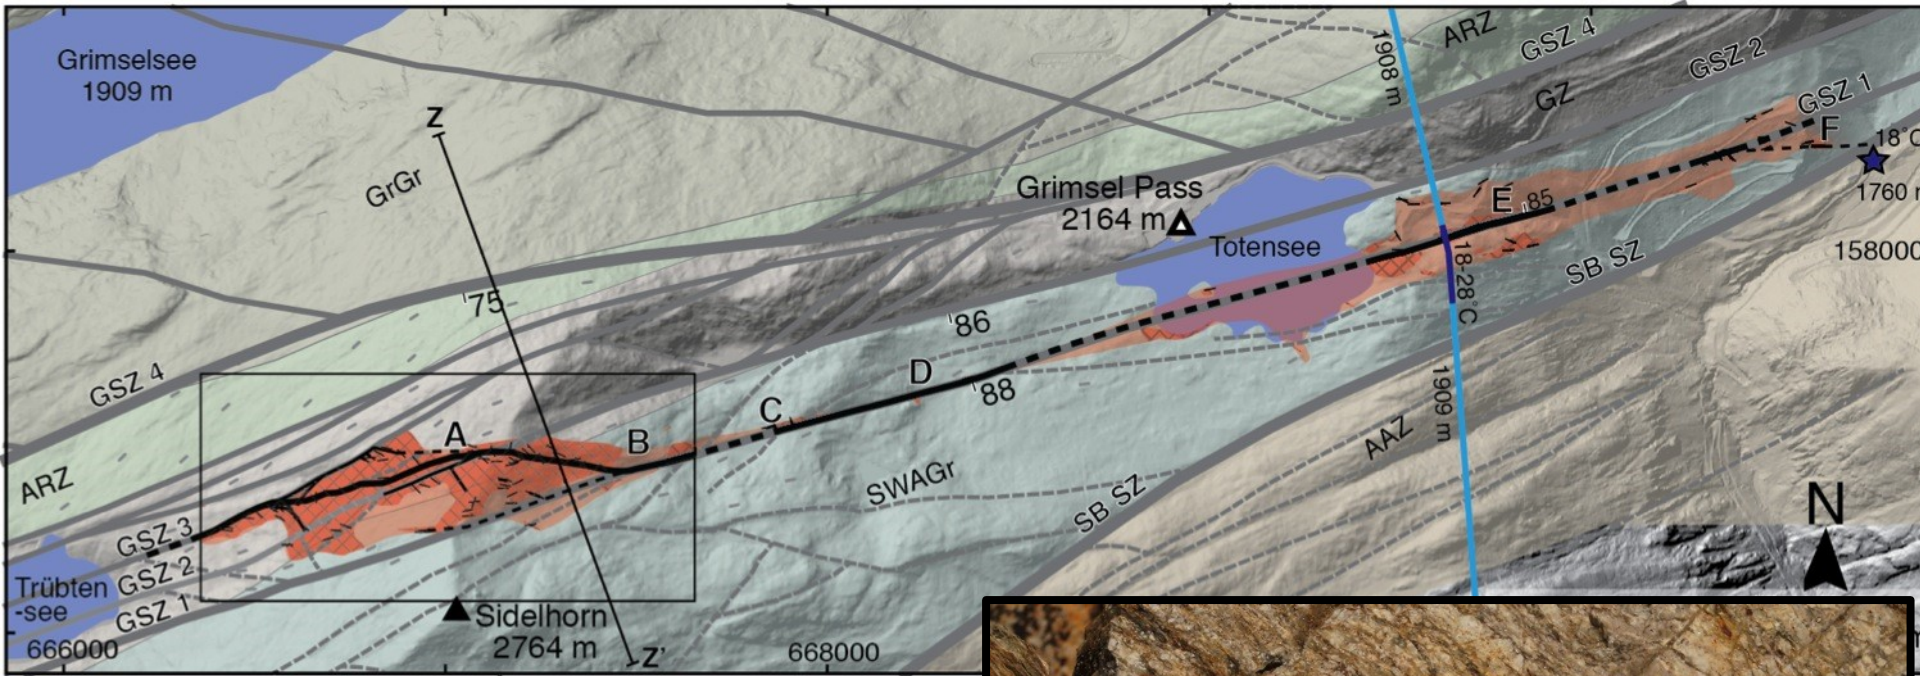 Grimselsee
1909 m
Z
GrGr
1908 m
ARZ
GSZ 4
GSZ 2
GZ
GSZ 1
F
18°C
1760 m
Grimsel Pass
2164 m
Totensee
E
85
18-28°C
SB SZ
158000
75
86
GSZ 4
D
88
C
A
B
1909 m
AAZ
ARZ
SWAGr
SB SZ
N
GSZ 3
GSZ 2
GSZ 1
Trübten
-see
Sidelhorn
2764 m
Z'
666000
668000